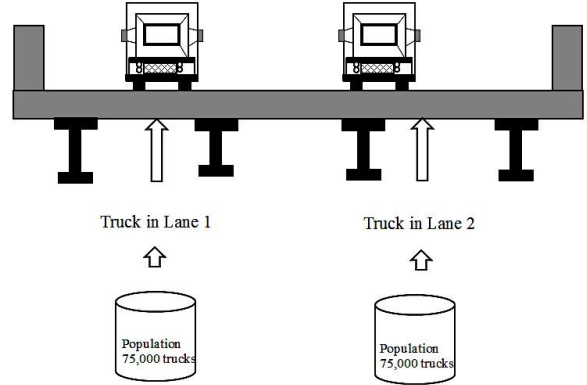 Truck in Lane 1
Truck in Lane 2
Population
75,000 trucks
Population
75,000 trucks